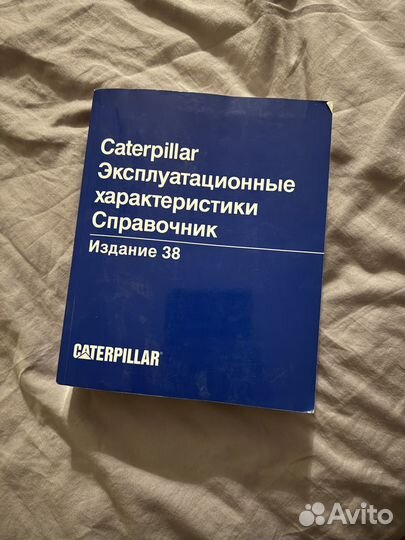 Caterpillar
Эксплуатационные
характеристики
Справочник
Издание 38
CATERPILLAR
Avito